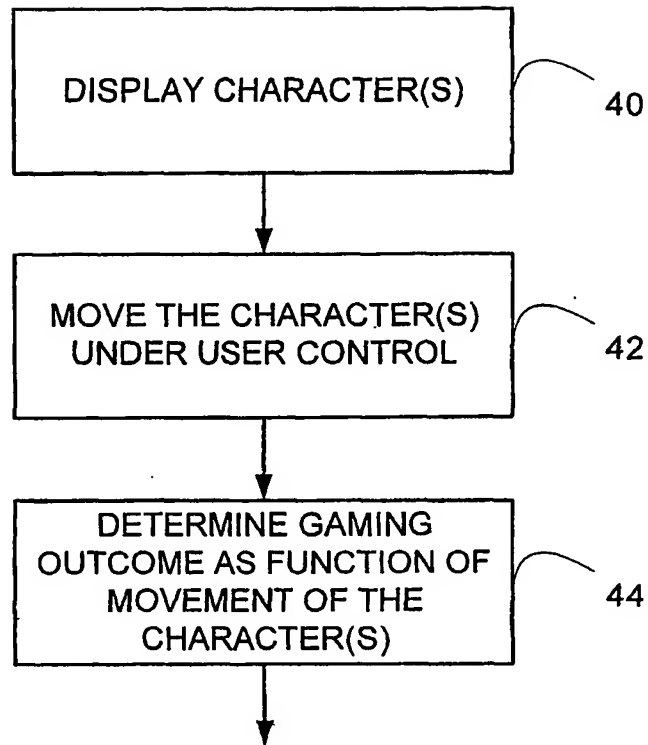 DISPLAY CHARACTER(S)
40
MOVE THE CHARACTER(S)
UNDER USER CONTROL
42
DETERMINE GAMING
OUTCOME AS FUNCTION OF
MOVEMENT OF THE
CHARACTER(S)
44